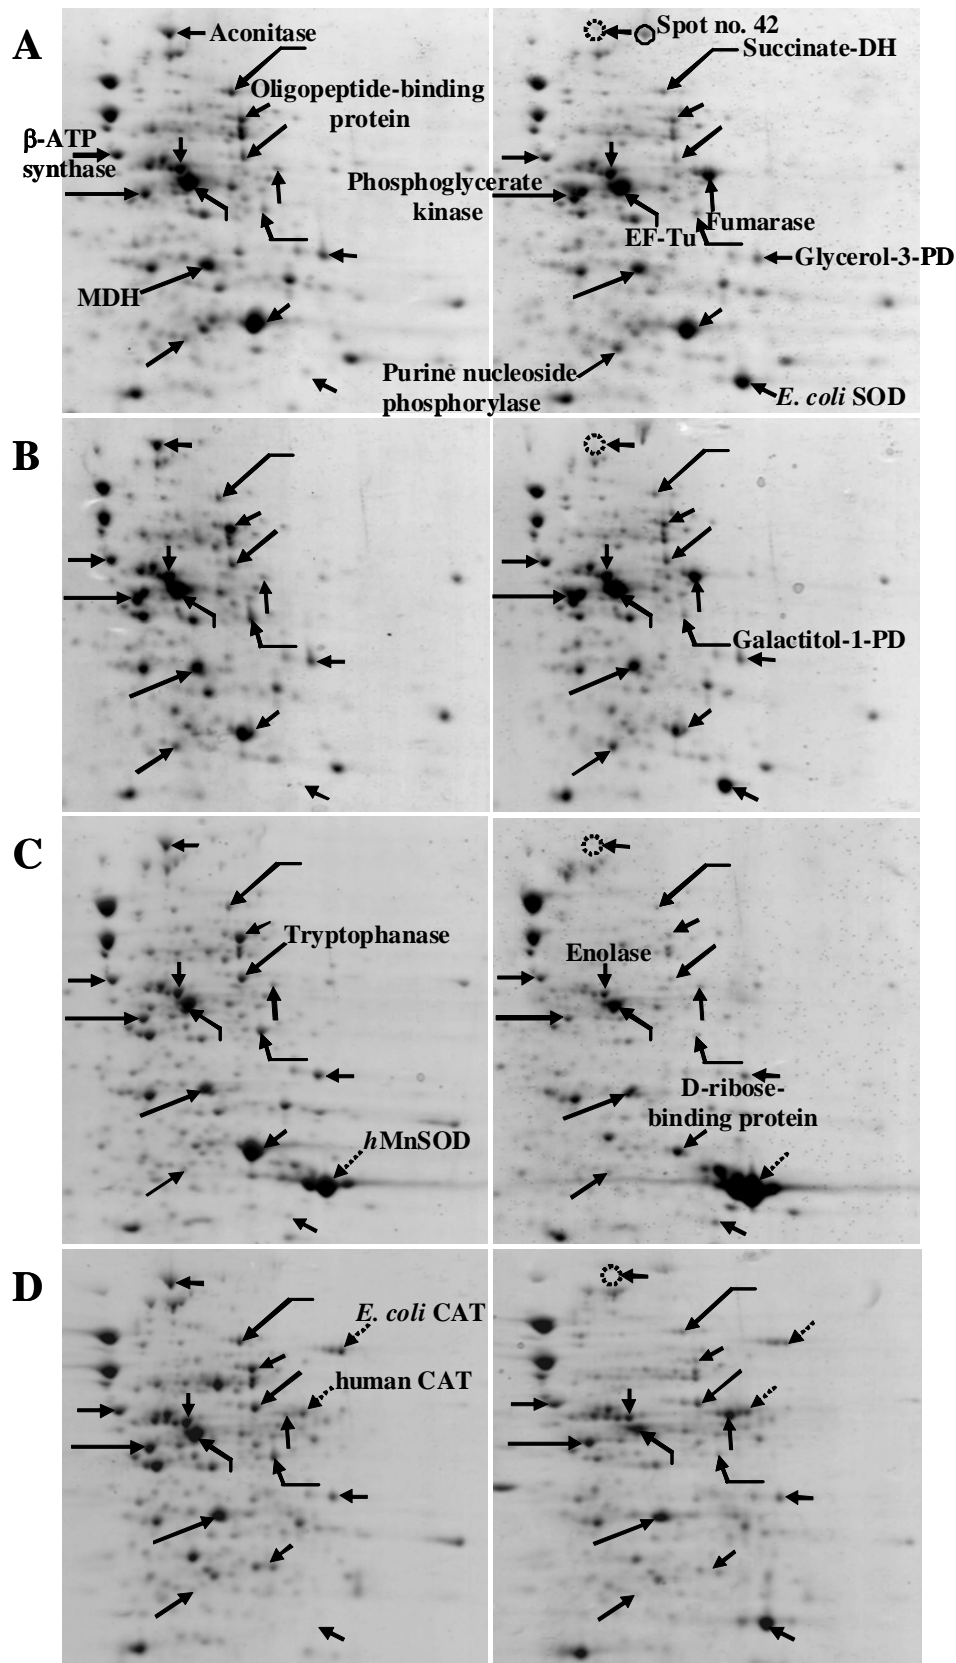 A
Aconitase
Spot no. 42
Succinate-DH
Oligopeptide-binding
protein
β-ATP
synthase
Phosphoglycerate
kinase
Fumarase
EF-Tu
Glycerol-3-PD
MDH
Purine nucleoside
phosphorylase
E. coli SOD
B
Galactitol-1-PD
C
Tryptophanase
Enolase
D-ribose-
binding protein
hMnSOD
D
E. coli CAT
human CAT